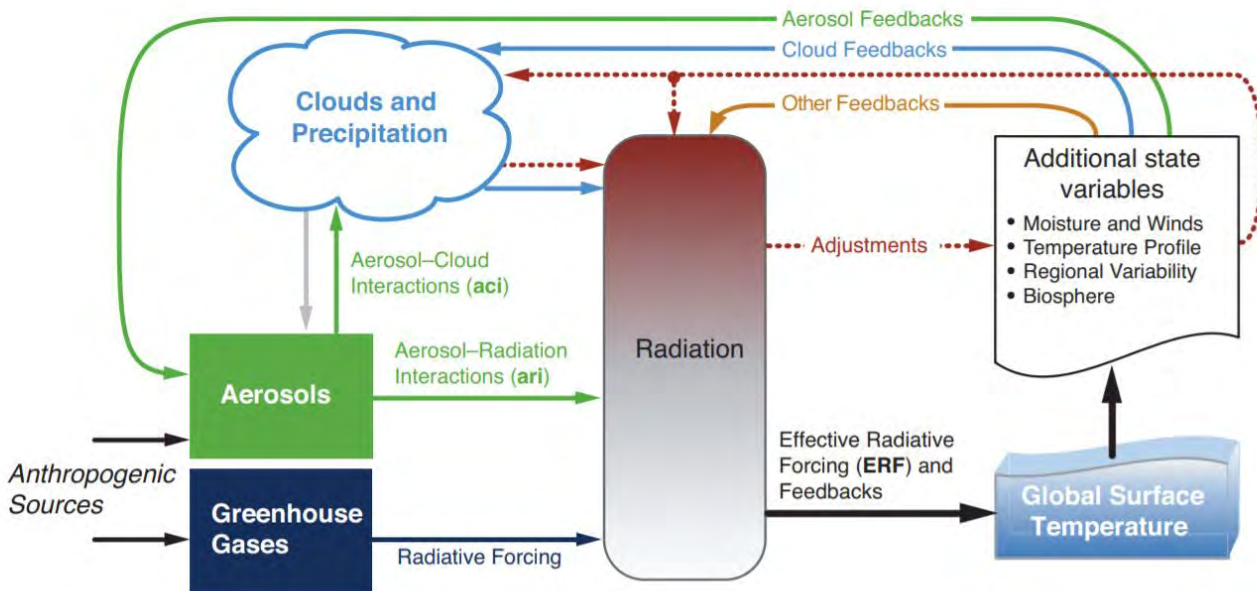 Aerosol Feedbacks
Cloud Feedbacks
Other Feedbacks
Clouds and
Precipitation
Additional state
variables
• Moisture and Winds
• Temperature Profile
• Regional Variability
• Biosphere
Adjustments
Aerosol–Cloud
Interactions (aci)
Aerosol–Radiation
Interactions (ari)
Radiation
Aerosols
Anthropogenic
Sources
Greenhouse
Gases
Radiative Forcing
Effective Radiative
Forcing (ERF) and
Feedbacks
Global Surface
Temperature